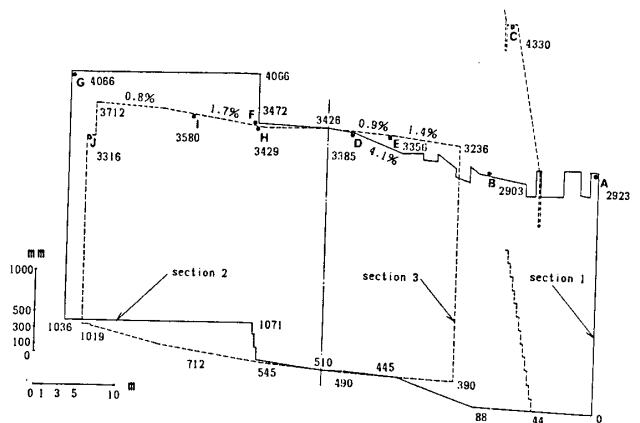 C
4330
G 4066
4066
0.8%
3712
1.7%
F 3472
3426
0.9%
1.4%
I
3580
H
3429
D
E
3356
3236
J
3316
3385
4.1%
B
2903
A
2923
mm
1000
500
300
100
0
section 2
section 3
section 1
1036
1019
1071
712
545
510
490
445
390
88
44
0
0 1 3 5 10 m